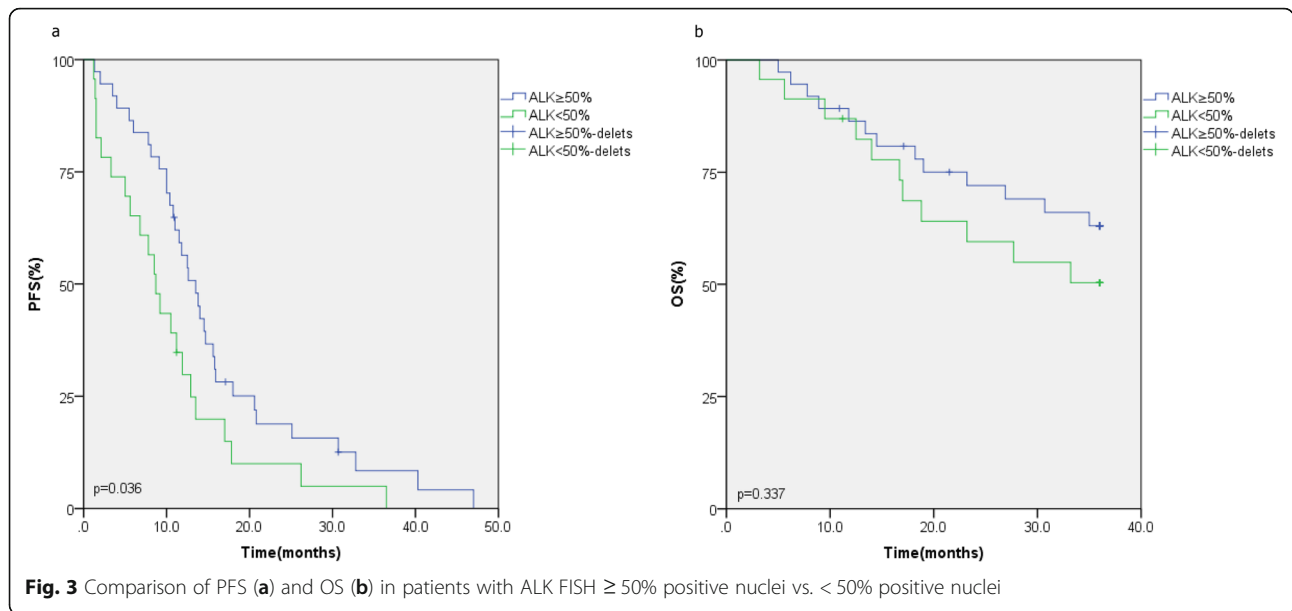 a
100
75
50
25
0
PFS(%)
.0 10.0 20.0 30.0 40.0 50.0
Time(months)
p=0.036
ALK≥50%
ALK<50%
ALK≥50%-delets
ALK<50%-delets
b
100
75
50
25
0
OS(%)
.0 10.0 20.0 30.0 40.0
Time(months)
p=0.337
ALK≥50%
ALK<50%
ALK≥50%-delets
ALK<50%-delets
Fig. 3 Comparison of PFS (a) and OS (b) in patients with ALK FISH ≥ 50% positive nuclei vs. < 50% positive nuclei